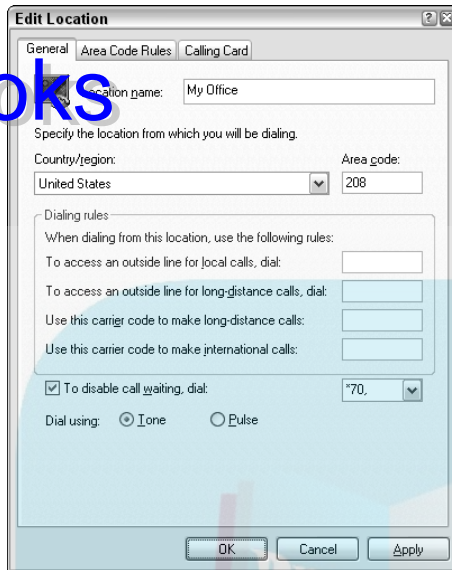 Edit Location
General Area Code Rules Calling Card
oks
Location name: My Office
Specify the location from which you will be dialing.
Country/region: Area code:
United States 208
Dialing rules
When dialing from this location, use the following rules:
To access an outside line for local calls, dial:
To access an outside line for long-distance calls, dial:
Use this carrier code to make long-distance calls:
Use this carrier code to make international calls:
To disable call waiting, dial: *70,
Dial using: Tone Pulse
OK Cancel Apply